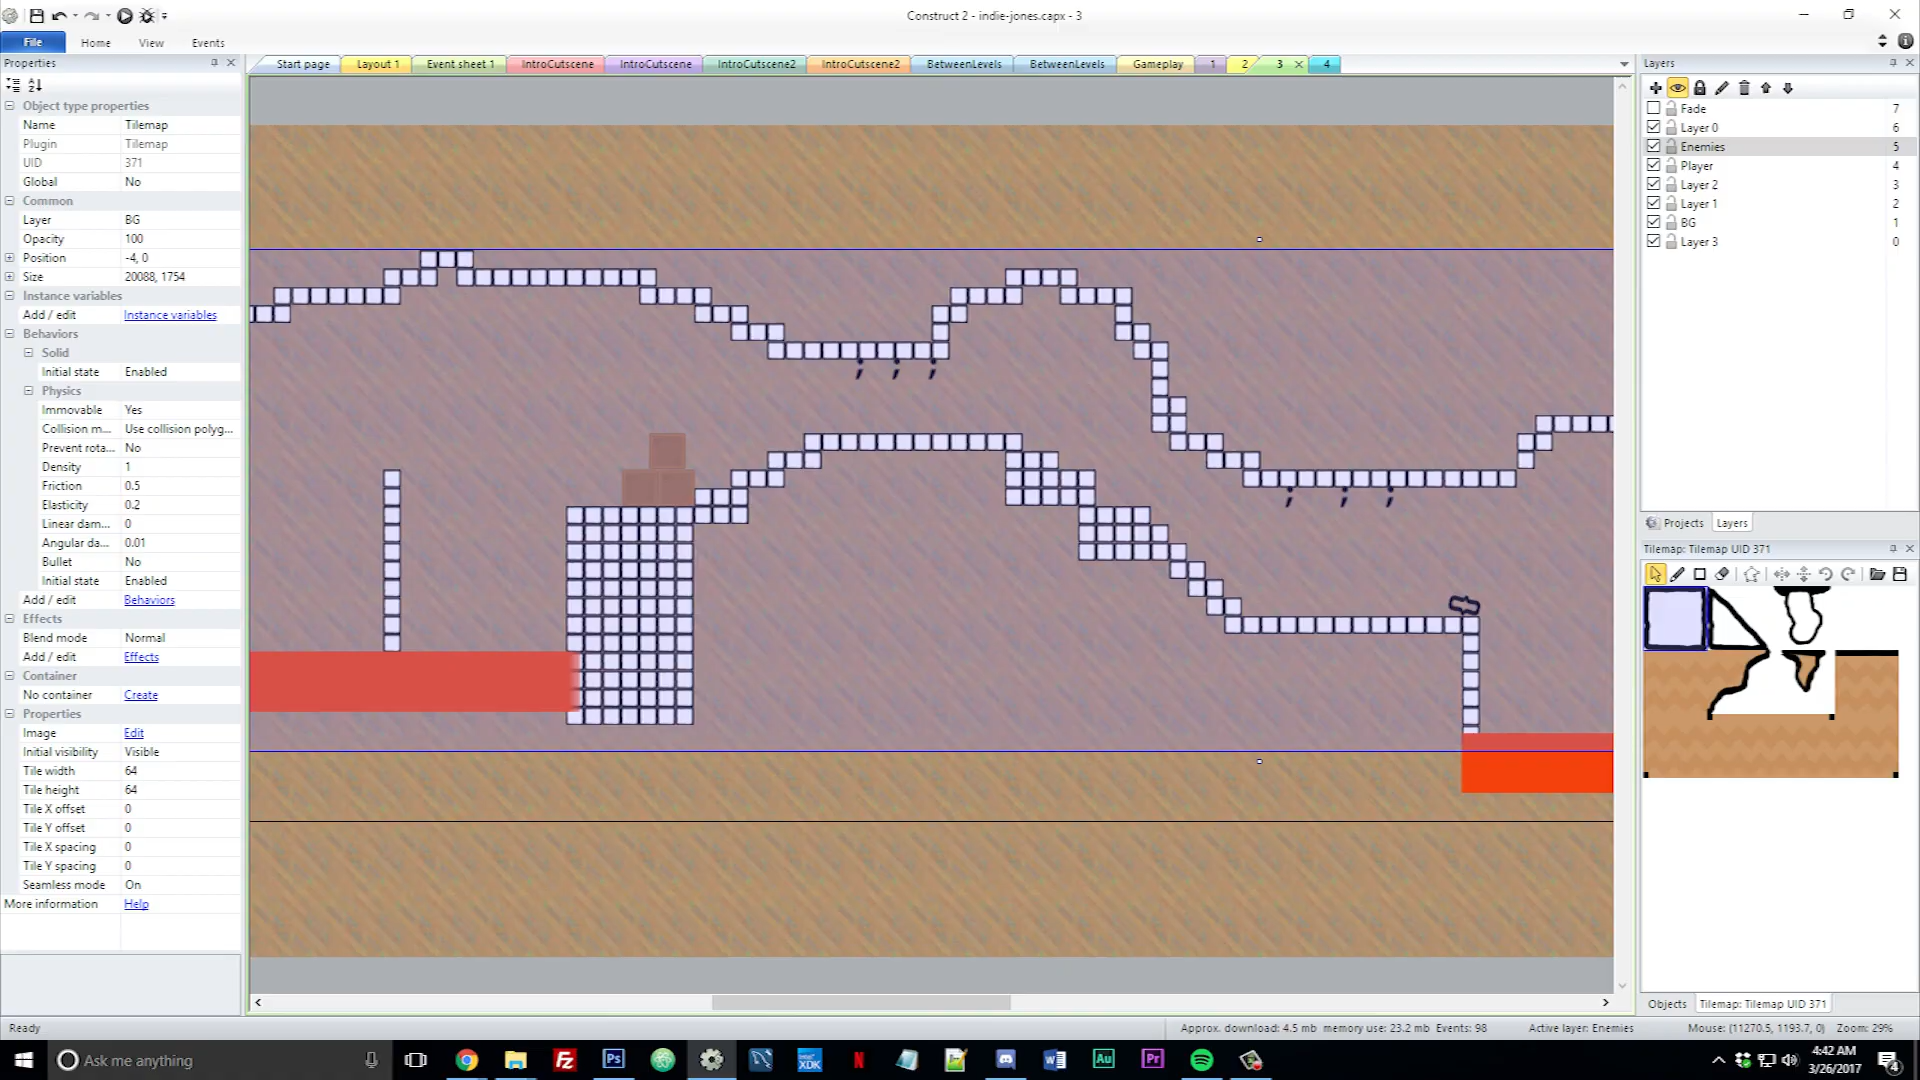 Construct 2 - indie-jones.capx - 3
File Home View Events
Properties
Start page Layout 1 Event sheet 1 IntroCutscene IntroCutscene IntroCutscene2 IntroCutscene2 BetweenLevels BetweenLevels Gameplay 1 2 3 4
Object type properties
Name Tilemap
Plugin Tilemap
UID 371
Global No
Common
Layer BG
Opacity 100
Position -4, 0
Size 20088, 1754
Instance variables
Add / edit Instance variables
Behaviors
Solid
Initial state Enabled
Physics
Immovable Yes
Collision m... Use collision polyg...
Prevent rota... No
Density 1
Friction 0.5
Elasticity 0.2
Linear dam... 0
Angular da... 0.01
Bullet No
Initial state Enabled
Add / edit Behaviors
Effects
Blend mode Normal
Add / edit Effects
Container
No container Create
Properties
Image Edit
Initial visibility Visible
Tile width 64
Tile height 64
Tile X offset 0
Tile Y offset 0
Tile X spacing 0
Tile Y spacing 0
Seamless mode On
More information Help
Layers
Fade 7
Layer 0 6
Enemies 5
Player 4
Layer 2 3
Layer 1 2
BG 1
Layer 3 0
Projects Layers
Tilemap: Tilemap UID 371
Objects Tilemap: Tilemap UID 371
Ready
Approx. download: 4.5 mb memory use: 23.2 mb Events: 98 Active layer: Enemies Mouse: (11270.5, 1193.7, 0) Zoom: 29%
Ask me anything
Fz Ps XDK N W Au Pr
4:42 AM
3/26/2017
4